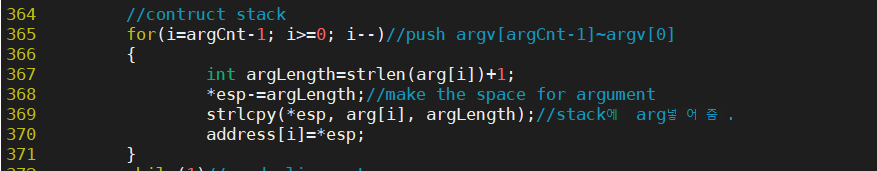 364 //contruct stack
365 for(i=argCnt-1; i>=0; i--)//push argv[argCnt-1]~argv[0]
366 {
367 int argLength=strlen(arg[i])+1;
368 *esp-=argLength;//make the space for argument
369 strlcpy(*esp, arg[i], argLength);//stack에 arg넣어줌.
370 address[i]=*esp;
371 }